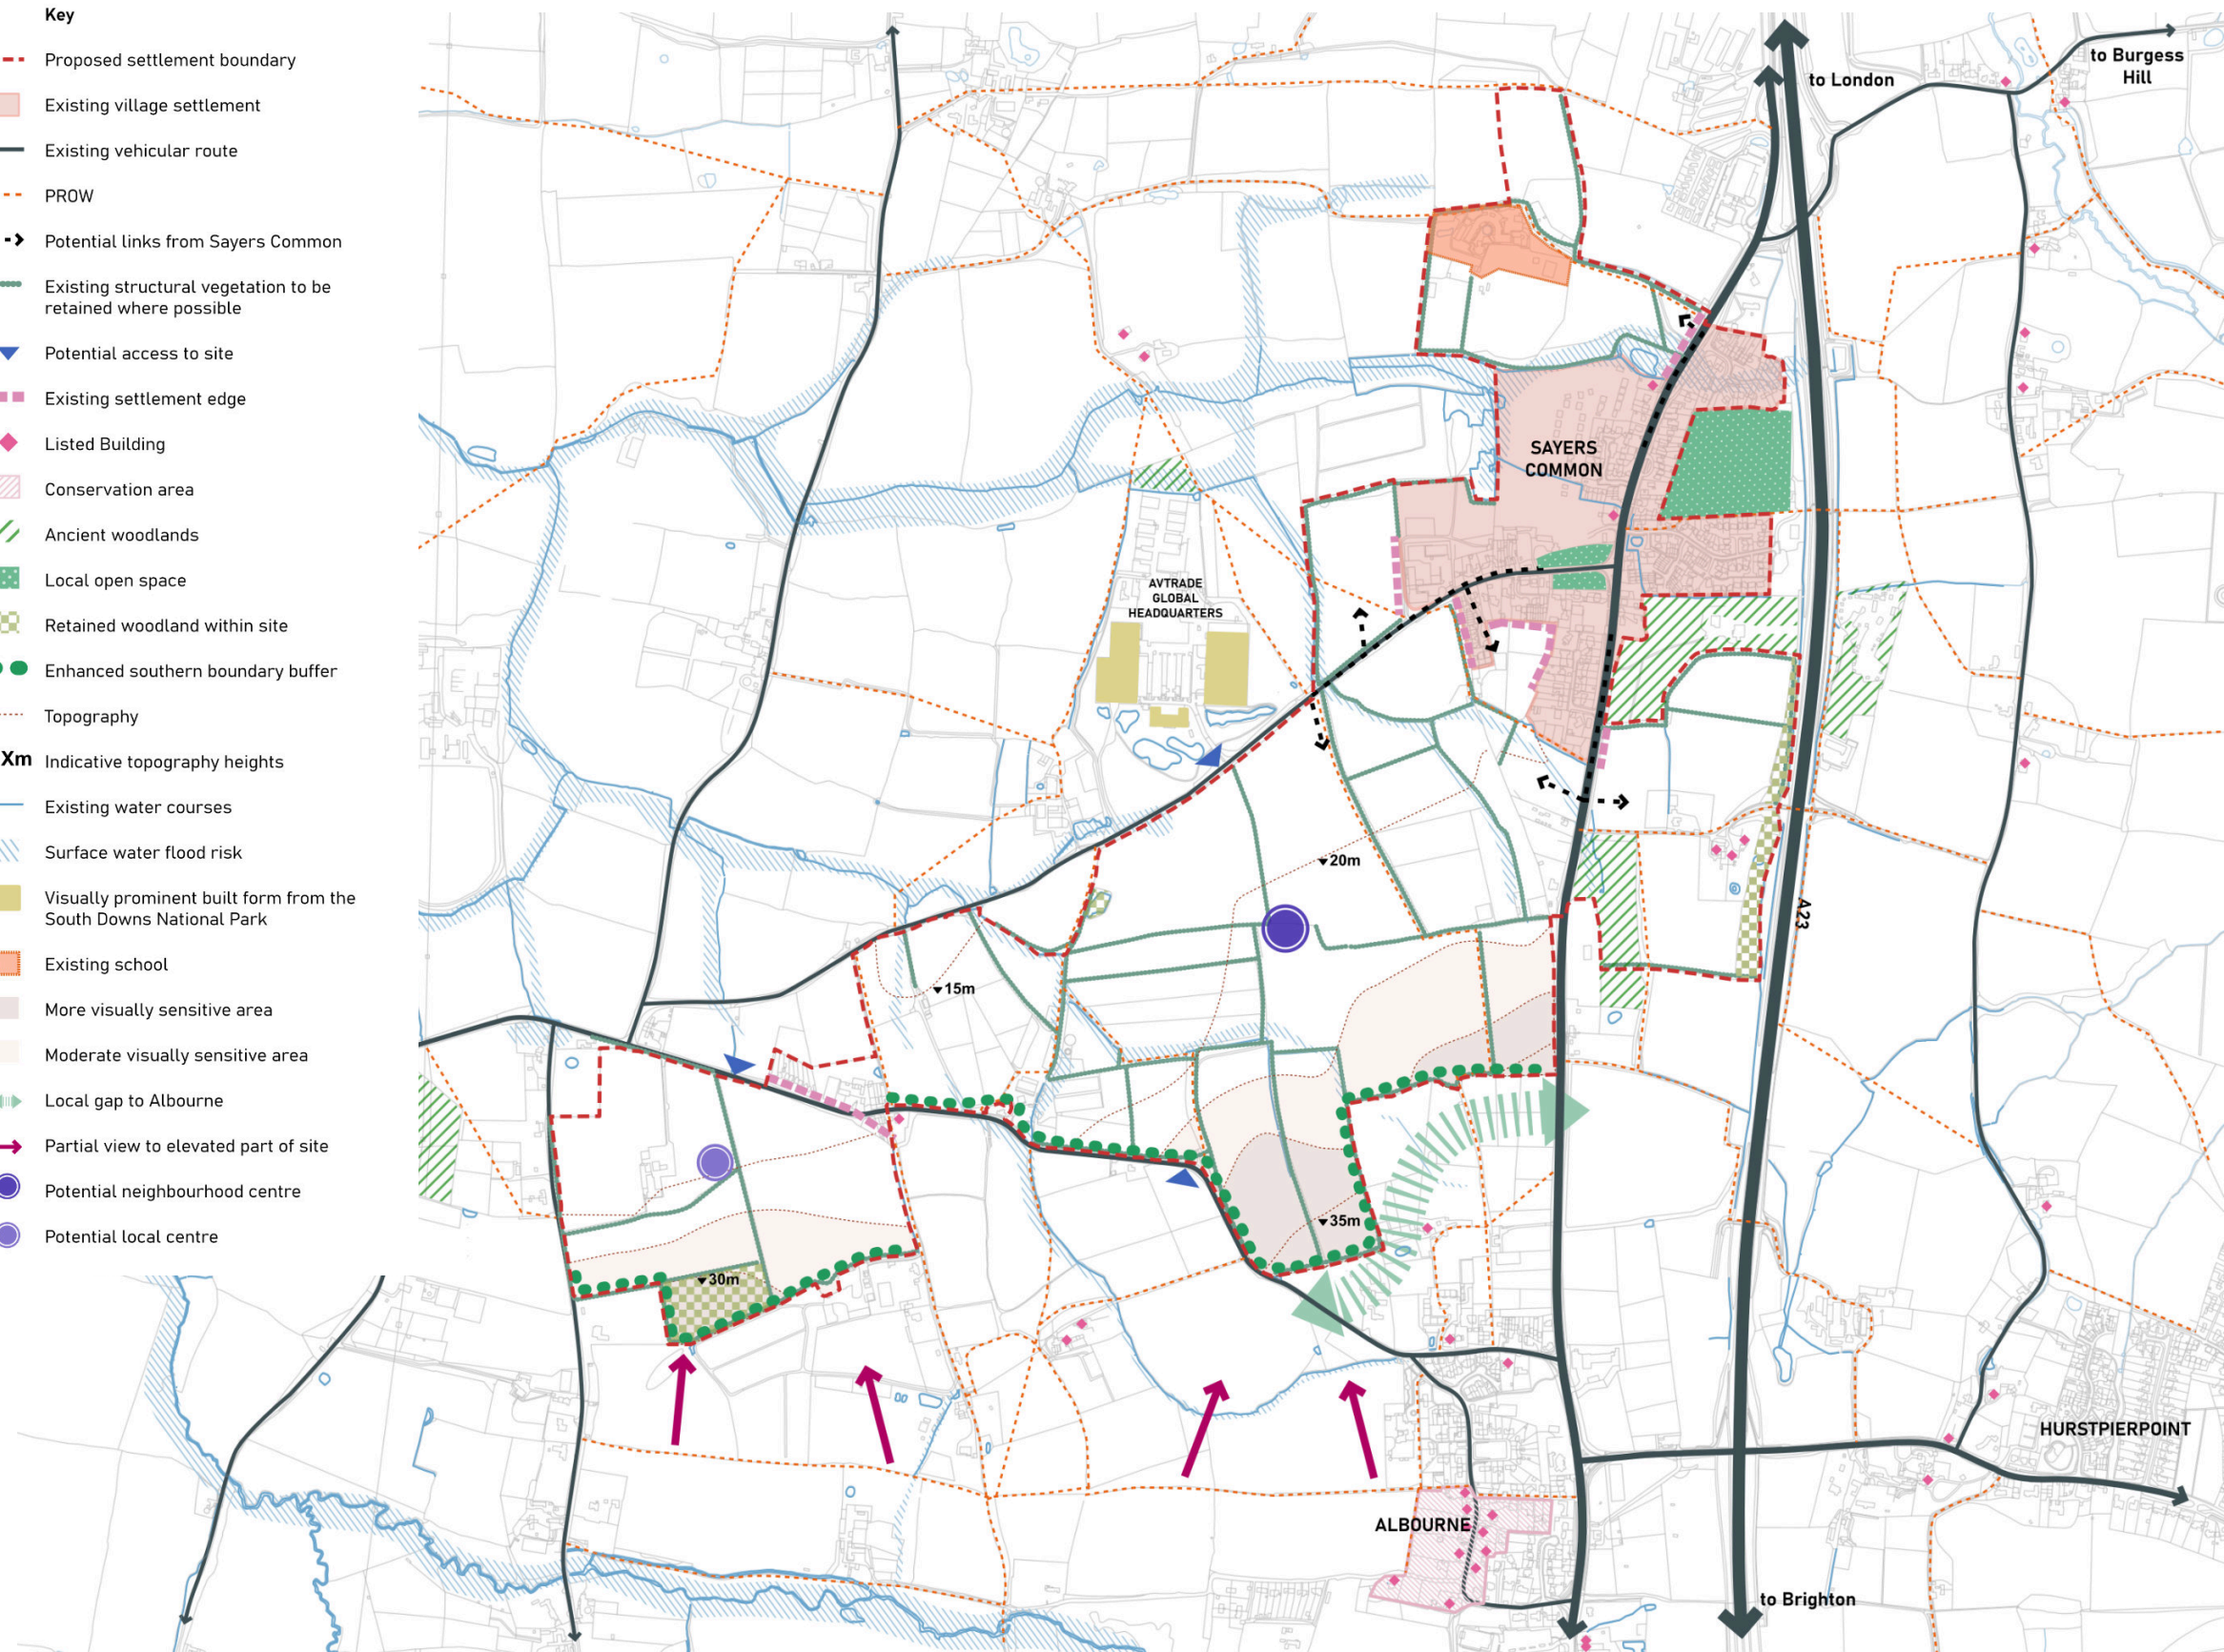 Key
Proposed settlement boundary
Existing village settlement
Existing vehicular route
PROW
Potential links from Sayers Common
Existing structural vegetation to be
retained where possible
Potential access to site
Existing settlement edge
Listed Building
Conservation area
Ancient woodlands
Local open space
Retained woodland within site
Enhanced southern boundary buffer
Topography
Xm Indicative topography heights
Existing water courses
Surface water flood risk
Visually prominent built form from the
South Downs National Park
Existing school
More visually sensitive area
Moderate visually sensitive area
Local gap to Albourne
Partial view to elevated part of site
Potential neighbourhood centre
Potential local centre
to London
to Burgess
Hill
SAYERS
COMMON
AVTRADE
GLOBAL
HEADQUARTERS
20m
A23
15m
35m
30m
HURSTPIERPOINT
ALBOURNE
to Brighton